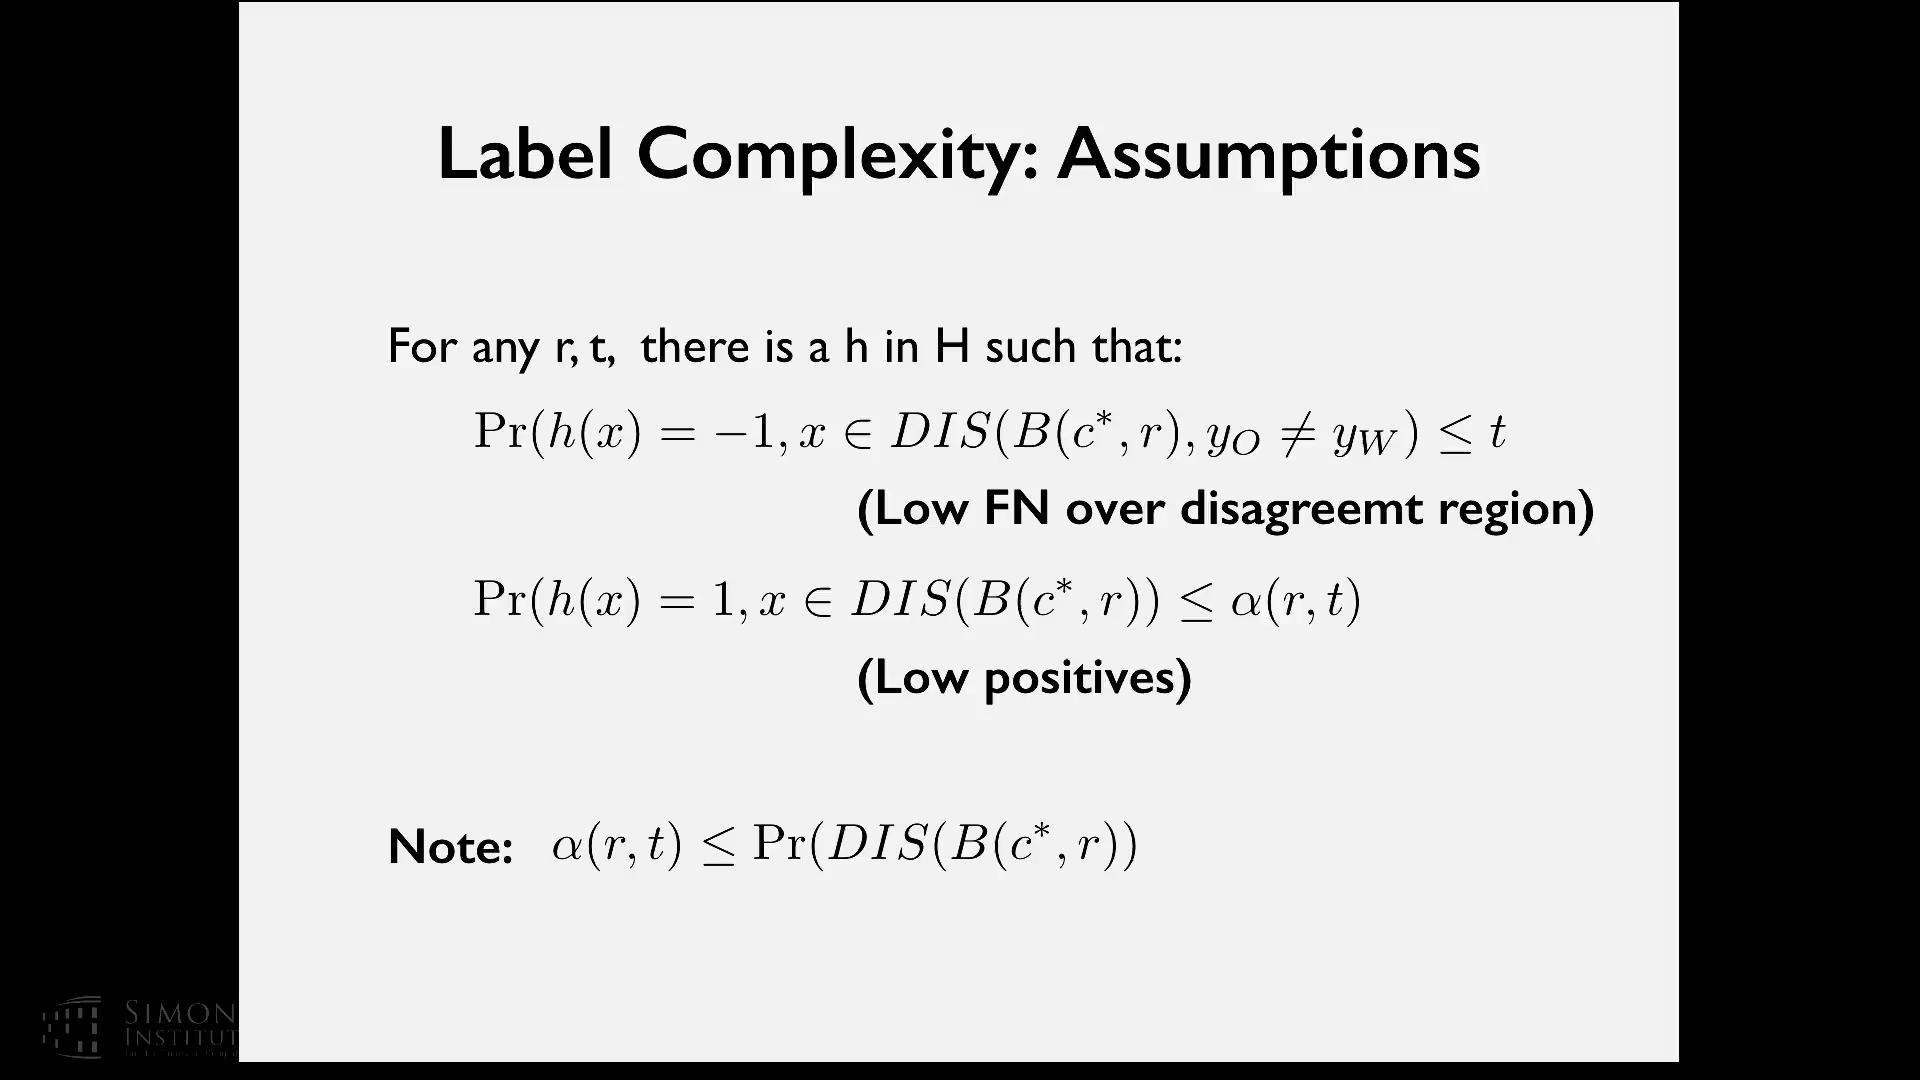 Label Complexity: Assumptions
For any r, t, there is a h in H such that:
Pr(h(x) = −1, x ∈ DIS(B(c*, r), y_O ≠ y_W) ≤ t
(Low FN over disagreemt region)
Pr(h(x) = 1, x ∈ DIS(B(c*, r)) ≤ α(r, t)
(Low positives)
Note: α(r, t) ≤ Pr(DIS(B(c*, r))
SIMON
INSTITUT